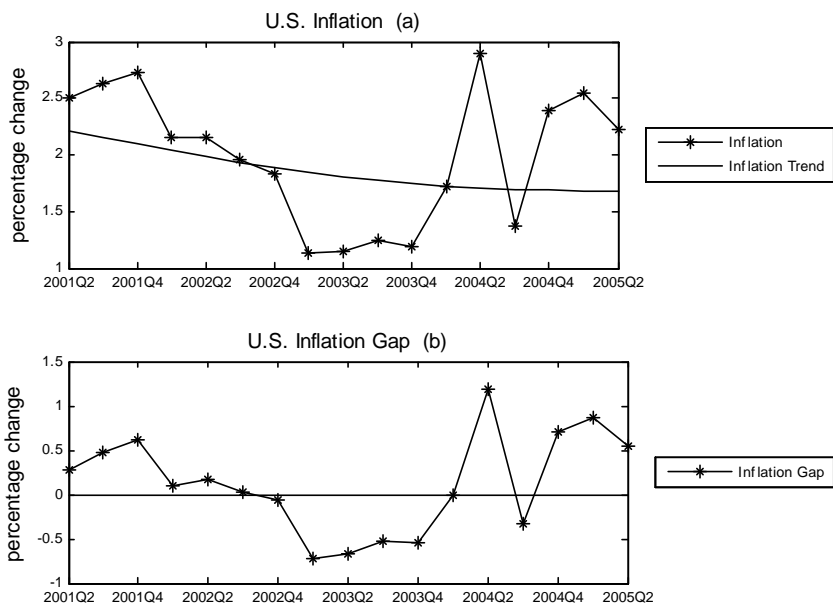 U.S. Inflation (a)
percentage change
3
2.5
2
1.5
1
2001Q2 2001Q4 2002Q2 2002Q4 2003Q2 2003Q4 2004Q2 2004Q4 2005Q2
Inflation
Inflation Trend
U.S. Inflation Gap (b)
percentage change
1.5
1
0.5
0
-0.5
-1
2001Q2 2001Q4 2002Q2 2002Q4 2003Q2 2003Q4 2004Q2 2004Q4 2005Q2
Inflation Gap